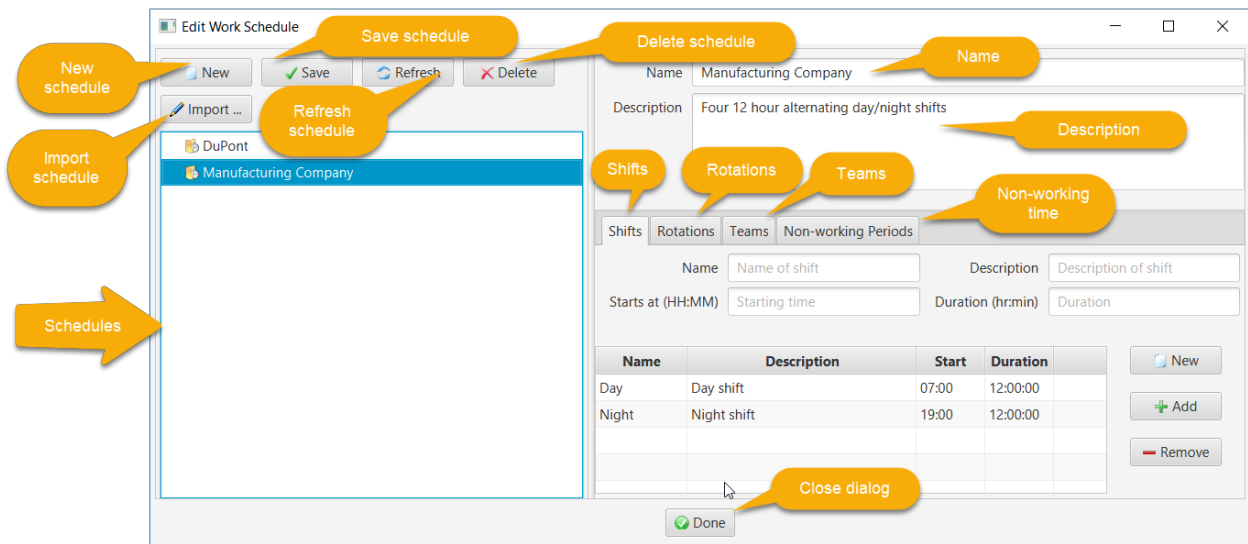 Edit Work Schedule
Save schedule
Delete schedule
New
schedule
New
Save
Refresh
Delete
Name
Manufacturing Company
Name
Import ...
Refresh
schedule
Description
Four 12 hour alternating day/night shifts
Description
Import
schedule
DuPont
Manufacturing Company
Shifts
Rotations
Teams
Non-working
time
Shifts
Rotations
Teams
Non-working Periods
Name
Name of shift
Description
Description of shift
Starts at (HH:MM)
Starting time
Duration (hr:min)
Duration
Schedules
Name Description Start Duration
Day Day shift 07:00 12:00:00
Night Night shift 19:00 12:00:00
New
Add
Remove
Close dialog
Done